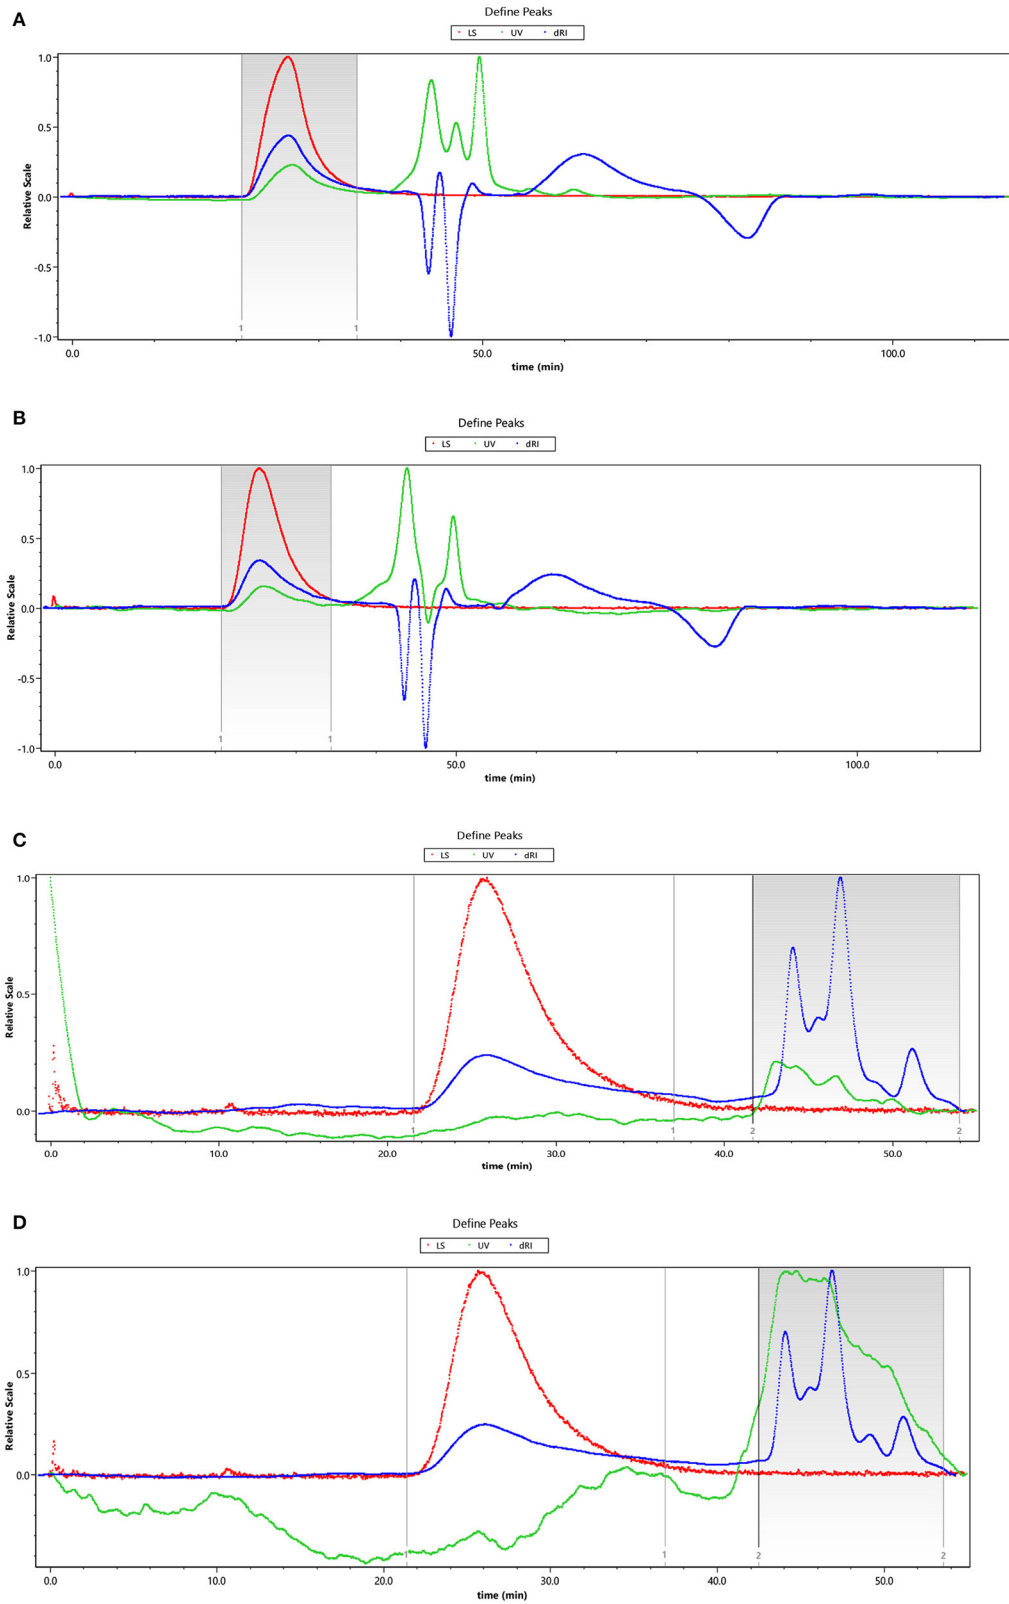 A
Define Peaks
LS UV dRI
1.0
0.5
0.0
-0.5
-1.0
Relative Scale
1 1
0.0 50.0 100.0
time (min)
B
Define Peaks
LS UV dRI
1.0
0.5
0.0
-0.5
-1.0
Relative Scale
1 1
0.0 50.0 100.0
time (min)
C
Define Peaks
LS UV dRI
1.0
0.5
0.0
Relative Scale
1 1 2 2
0.0 10.0 20.0 30.0 40.0 50.0
time (min)
D
Define Peaks
LS UV dRI
1.0
0.5
0.0
Relative Scale
1 1 2 2
0.0 10.0 20.0 30.0 40.0 50.0
time (min)